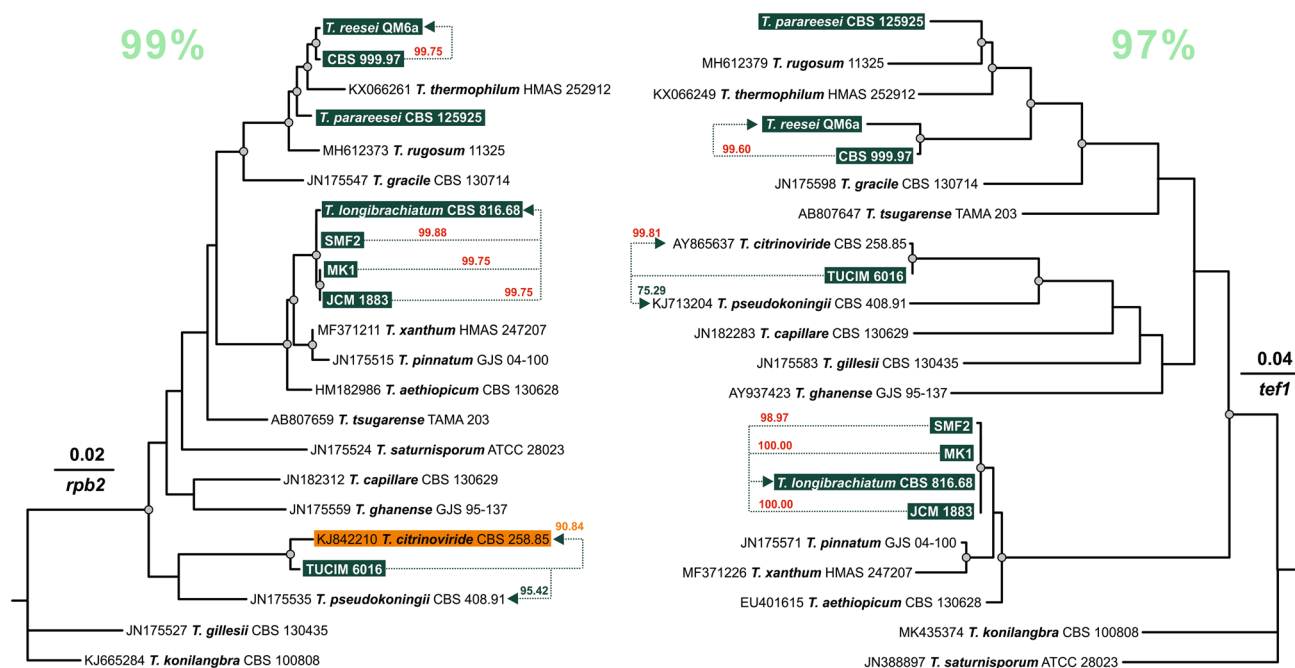 99%
T. reesei QM6a
CBS 999.97
99.75
KX066261 T. thermophilum HMAS 252912
T. parareesei CBS 125925
MH612373 T. rugosum 11325
JN175547 T. gracile CBS 130714
T. longibrachiatum CBS 816.68
SMF2
99.88
MK1
99.75
JCM 1883
99.75
MF371211 T. xanthum HMAS 247207
JN175515 T. pinnatum GJS 04-100
HM182986 T. aethiopicum CBS 130628
AB807659 T. tsugarense TAMA 203
JN175524 T. saturnisporum ATCC 28023
0.02
rpb2
JN182312 T. capillare CBS 130629
JN175559 T. ghanense GJS 95-137
90.84
KJ842210 T. citrinoviride CBS 258.85
TUCIM 6016
95.42
JN175535 T. pseudokoningii CBS 408.91
JN175527 T. gillesii CBS 130435
KJ665284 T. konilangbra CBS 100808
97%
T. parareesei CBS 125925
MH612379 T. rugosum 11325
KX066249 T. thermophilum HMAS 252912
T. reesei QM6a
99.60
CBS 999.97
JN175598 T. gracile CBS 130714
AB807647 T. tsugarense TAMA 203
99.81
AY865637 T. citrinoviride CBS 258.85
TUCIM 6016
75.29
KJ713204 T. pseudokoningii CBS 408.91
JN182283 T. capillare CBS 130629
JN175583 T. gillesii CBS 130435
0.04
tef1
AY937423 T. ghanense GJS 95-137
98.97
SMF2
100.00
MK1
T. longibrachiatum CBS 816.68
100.00
JCM 1883
JN175571 T. pinnatum GJS 04-100
MF371226 T. xanthum HMAS 247207
EU401615 T. aethiopicum CBS 130628
MK435374 T. konilangbra CBS 100808
JN388897 T. saturnisporum ATCC 28023